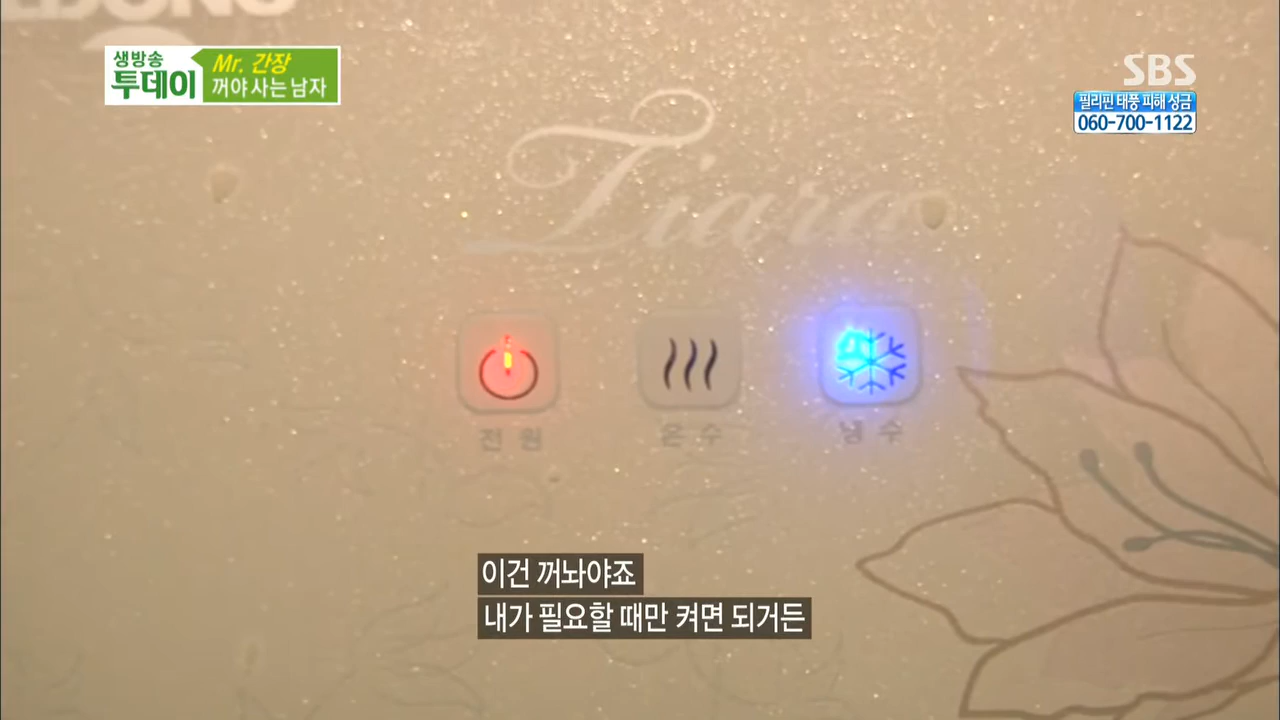 생방송
투데이
Mr. 간장
꺼야 사는 남자
SBS
필리핀 태풍 피해 성금
060-700-1122
Tiara
전원
온수
냉수
이건 꺼놔야죠
내가 필요할 때만 켜면 되거든